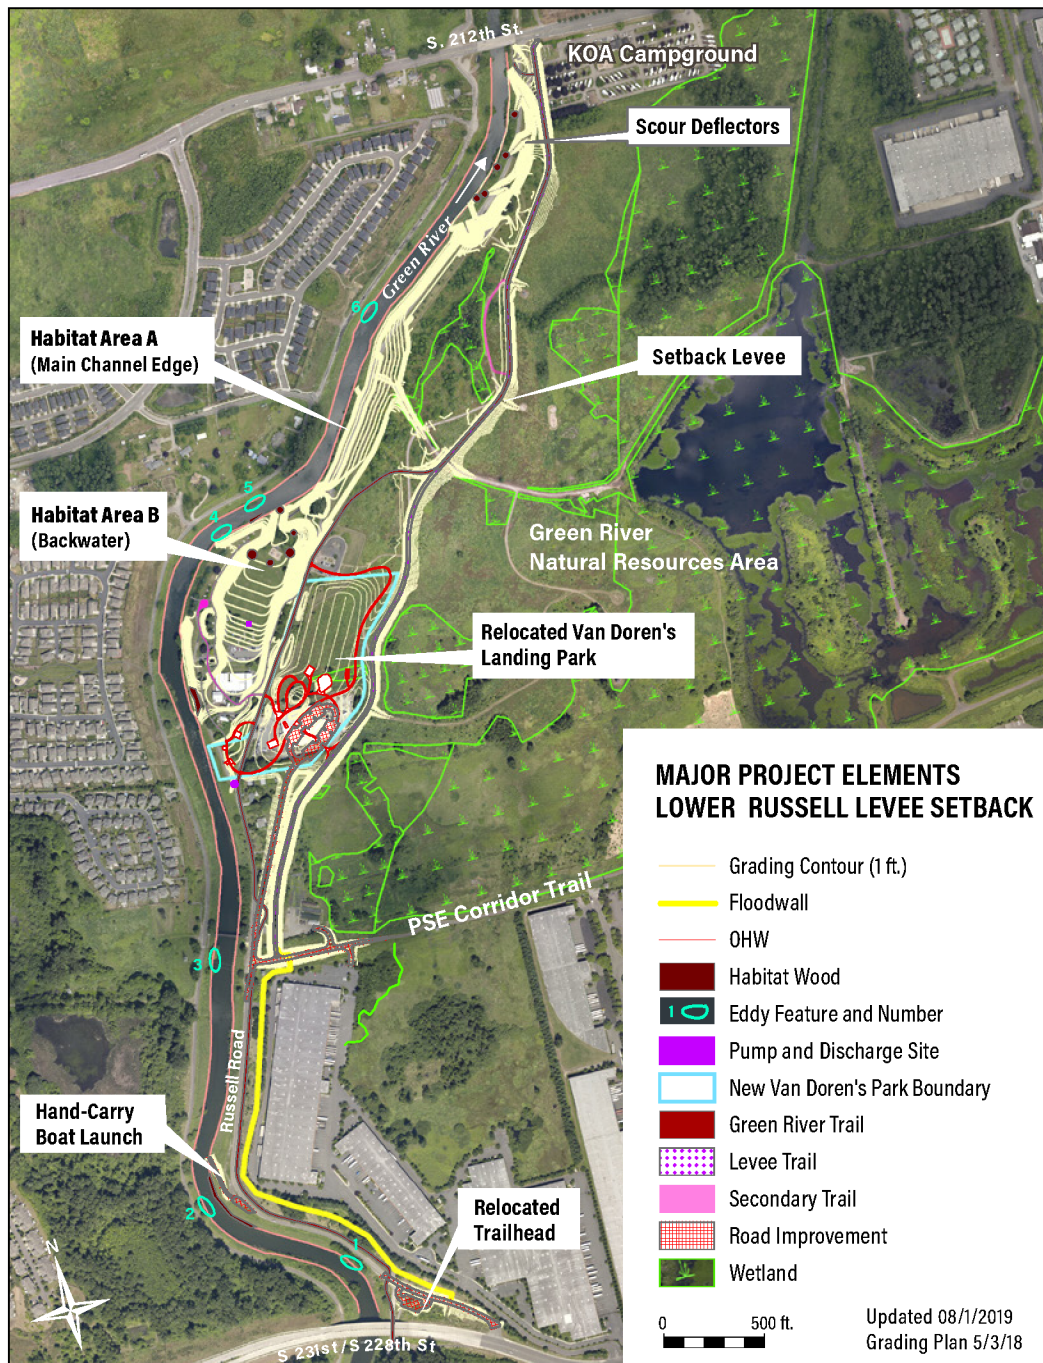 S. 212th St.
KOA Campground
Scour Deflectors
Green River
6
Habitat Area A
(Main Channel Edge)
Setback Levee
5
4
Habitat Area B
(Backwater)
Green River
Natural Resources Area
Relocated Van Doren's
Landing Park
PSE Corridor Trail
3
Russell Road
Hand-Carry
Boat Launch
2
1
Relocated
Trailhead
N
S 231st / S 228th St
MAJOR PROJECT ELEMENTS
LOWER RUSSELL LEVEE SETBACK
Grading Contour (1 ft.)
Floodwall
OHW
Habitat Wood
1 Eddy Feature and Number
Pump and Discharge Site
New Van Doren's Park Boundary
Green River Trail
Levee Trail
Secondary Trail
Road Improvement
Wetland
0 500 ft.
Updated 08/1/2019
Grading Plan 5/3/18